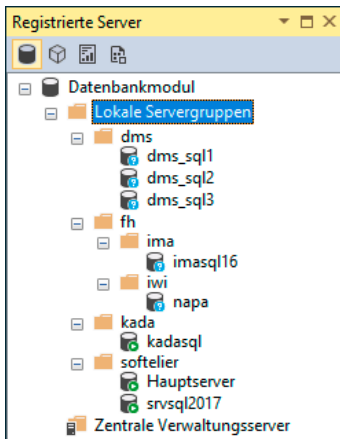 Registrierte Server
Datenbankmodul
Lokale Servergruppen
dms
dms_sql1
dms_sql2
dms_sql3
fh
ima
imasql16
iwi
napa
kada
kadasql
softelier
Hauptserver
srvsql2017
Zentrale Verwaltungsserver